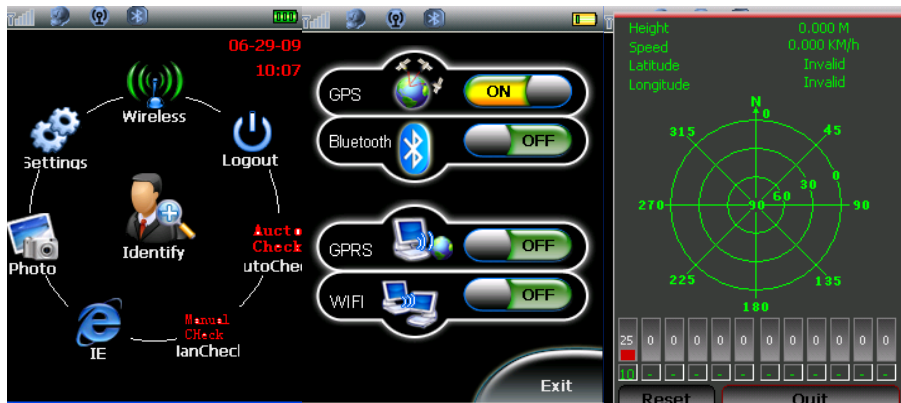 06-29-09
10:07
Wireless
Settings
Logout
Identify
Aucto
Check
utoChec
Photo
Manual
CHeck
IE
lanChecl
GPS
ON
Bluetooth
OFF
GPRS
OFF
WIFI
OFF
Exit
Height 0.000 M
Speed 0.000 KM/h
Latitude Invalid
Longitude Invalid
N
0
315 45
0
30
60
270 90 90
225 135
180
25 0 0 0 0 0 0 0 0 0 0 0
10 - - - - - - - - - - -
Reset Quit